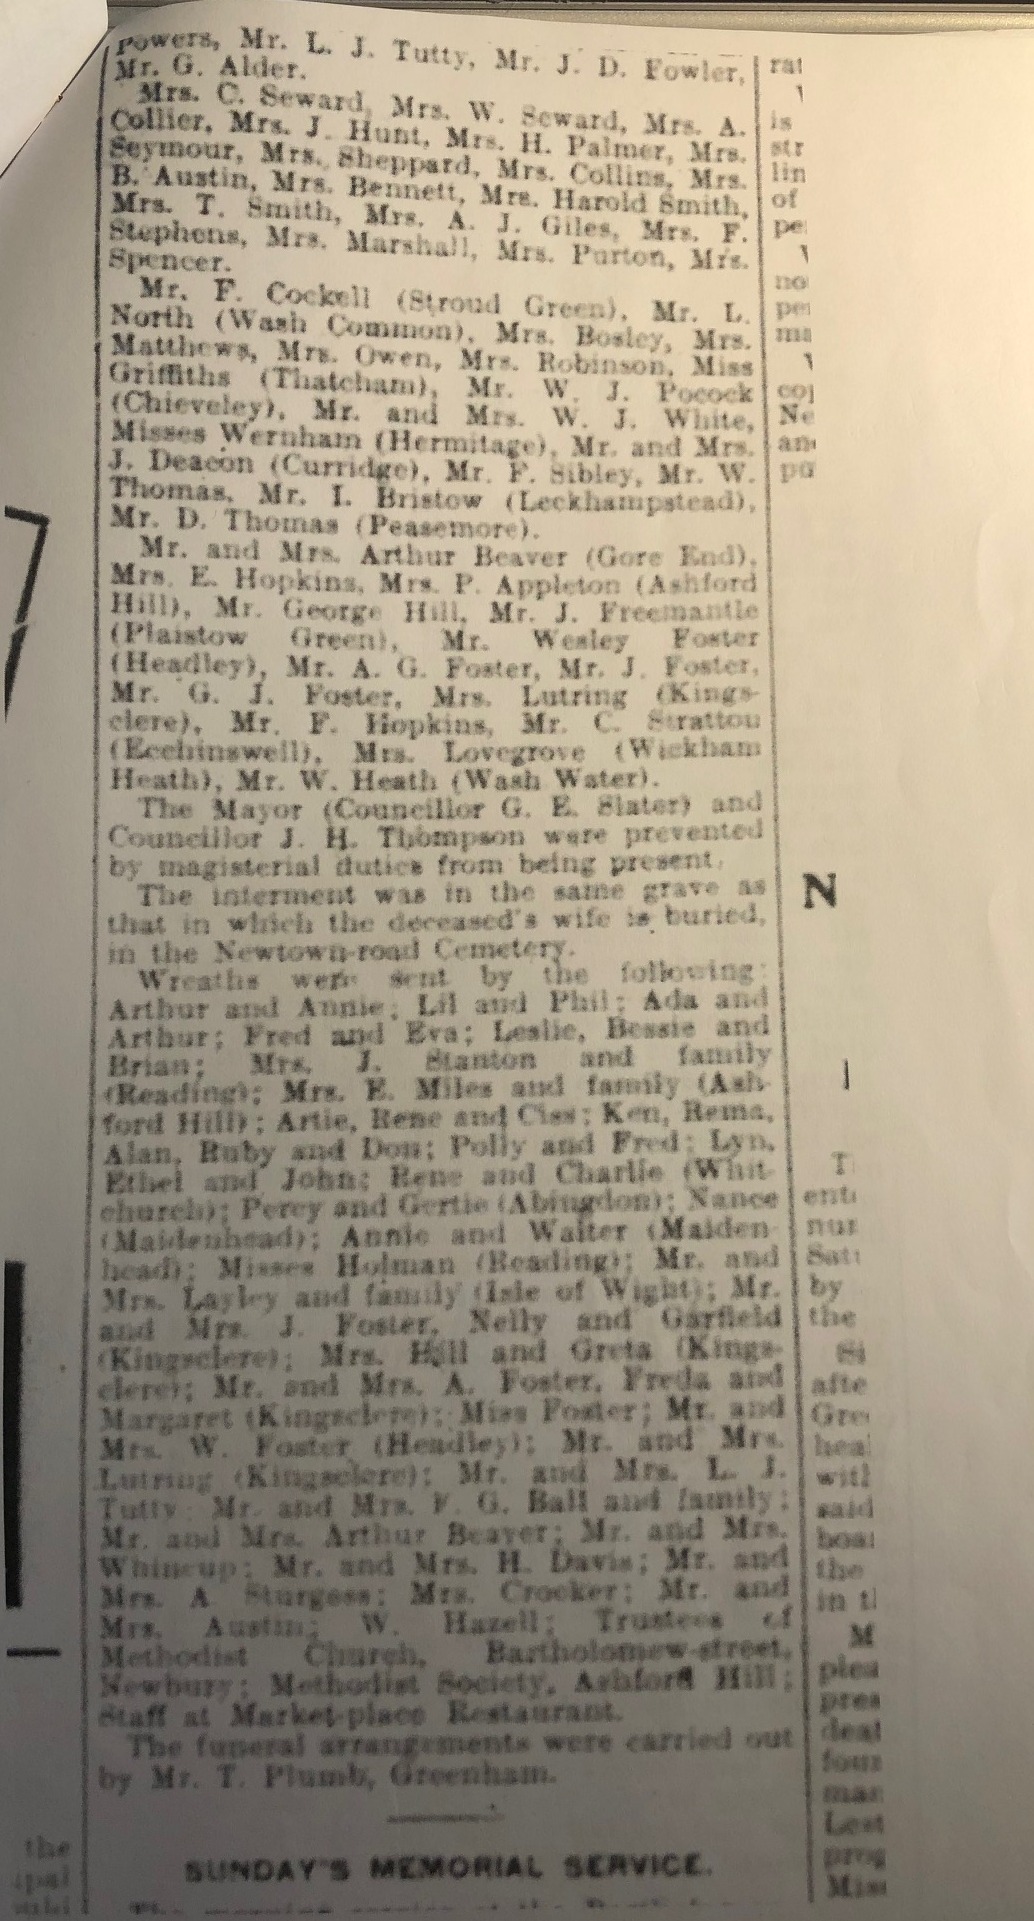 Powers, Mr. L. J. Tutty, Mr. J. D. Fowler,
Mr. G. Alder.
Mrs. C. Seward, Mrs. W. Seward, Mrs. A.
Collier, Mrs. J. Hunt, Mrs. H. Palmer, Mrs.
Seymour, Mrs. Sheppard, Mrs. Collins, Mrs.
B. Austin, Mrs. Bennett, Mrs. Harold Smith,
Mrs. T. Smith, Mrs. A. J. Giles, Mrs. F.
Stephens, Mrs. Marshall, Mrs. Purton, Mrs.
Spencer.
Mr. F. Cockell (Stroud Green), Mr. L.
North (Wash Common), Mrs. Bosley, Mrs.
Matthews, Mrs. Owen, Mrs. Robinson, Miss
Griffiths (Thatcham), Mr. W. J. Pocock
(Chieveley), Mr. and Mrs. W. J. White,
Misses Wernham (Hermitage), Mr. and Mrs.
J. Deacon (Curridge), Mr. F. Sibley, Mr. W.
Thomas, Mr. I. Bristow (Leckhampstead),
Mr. D. Thomas (Peasemore).
Mr. and Mrs. Arthur Beaver (Gore End),
Mrs. E. Hopkins, Mrs. P. Appleton (Ashford
Hill), Mr. George Hill, Mr. J. Freemantle
(Plaistow Green), Mr. Wesley Foster
(Headley), Mr. A. G. Foster, Mr. J. Foster,
Mr. G. J. Foster, Mrs. Lutring (Kings-
clere), Mr. F. Hopkins, Mr. C. Stratton
(Ecchinswell), Mrs. Lovegrove (Wickham
Heath), Mr. W. Heath (Wash Water).
The Mayor (Councillor G. E. Slater) and
Councillor J. H. Thompson were prevented
by magisterial duties from being present.
The interment was in the same grave as
that in which the deceased's wife is buried,
in the Newtown-road Cemetery.
Wreaths were sent by the following:
Arthur and Annie; Lil and Phil; Ada and
Arthur; Fred and Eva; Leslie, Bessie and
Brian; Mrs. J. Stanton and family
(Reading); Mrs. E. Miles and family (Ash-
ford Hill); Artie, Rene and Ciss; Ken, Rema,
Alan, Ruby and Don; Polly and Fred; Lyn,
Ethel and John; Rene and Charlie (Whit-
church); Percy and Gertie (Abingdon); Nance
(Maidenhead); Annie and Walter (Maiden-
head); Misses Holman (Reading); Mr. and
Mrs. Layley and family (Isle of Wight); Mr.
and Mrs. J. Foster, Nelly and Garfield
(Kingsclere); Mrs. Hill and Greta (Kings-
clere); Mr. and Mrs. A. Foster, Freda and
Margaret (Kingsclere); Miss Foster; Mr. and
Mrs. W. Foster (Headley); Mr. and Mrs.
Lutring (Kingsclere); Mr. and Mrs. L. J.
Tutty; Mr. and Mrs. F. G. Ball and family;
Mr. and Mrs. Arthur Beaver; Mr. and Mrs.
Whincup; Mr. and Mrs. H. Davis; Mr. and
Mrs. A. Sturgess; Mrs. Crocker; Mr. and
Mrs. Austin; W. Hazell; Trustees of
Methodist Church, Bartholomew-street,
Newbury; Methodist Society, Ashford Hill;
Staff at Market-place Restaurant.
The funeral arrangements were carried out
by Mr. T. Plumb, Greenham.
SUNDAY'S MEMORIAL SERVICE.
is
of
N
by
the
said
the
the